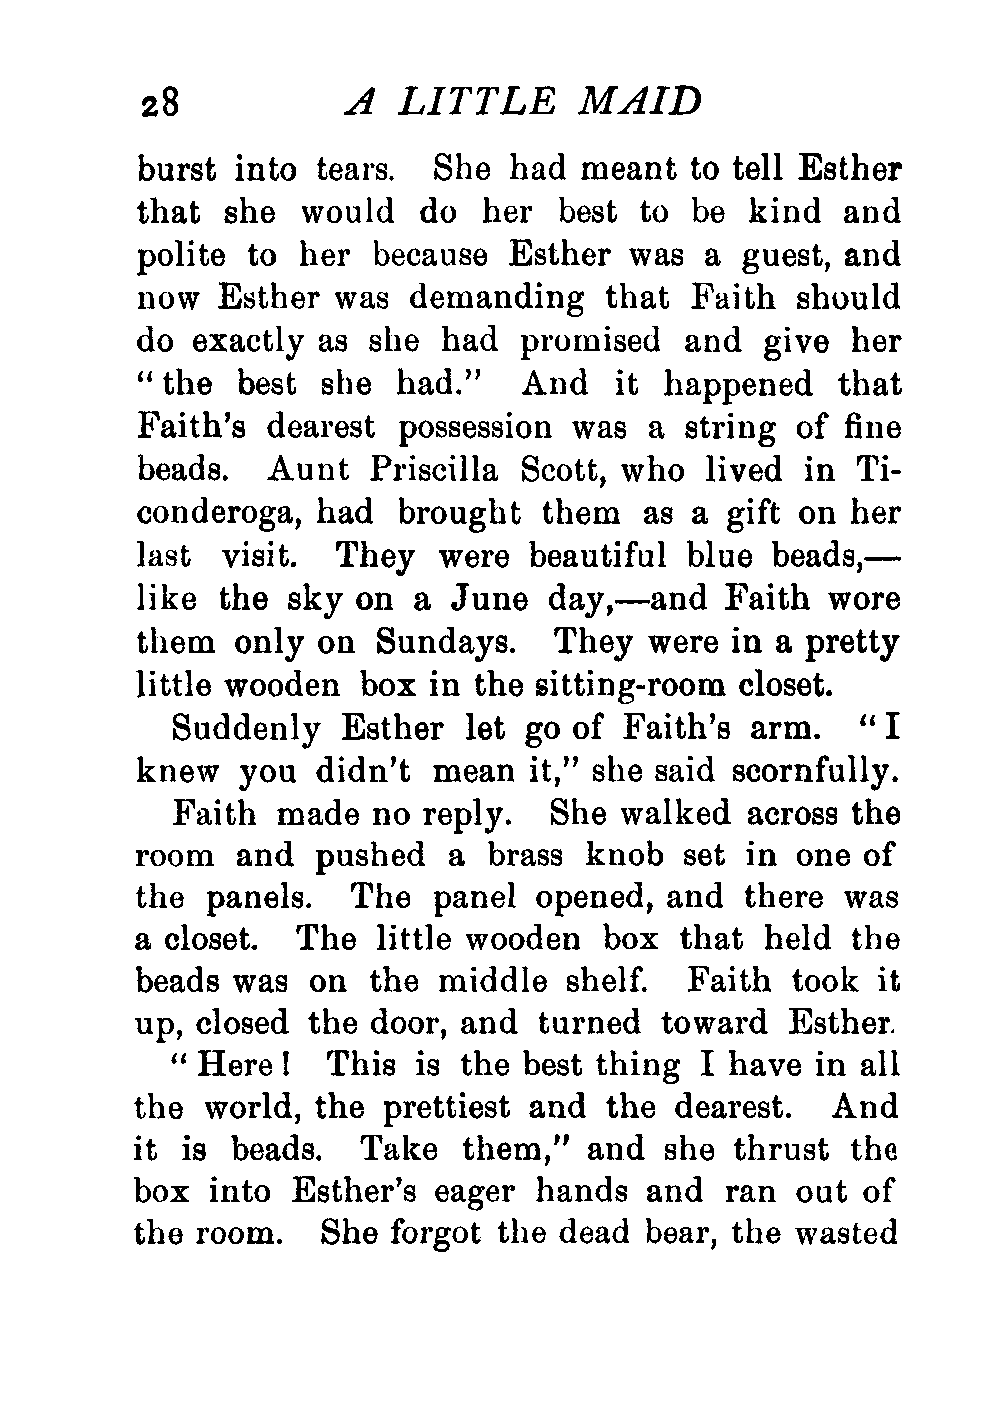 28 A LITTLE MAID
burst into tears. She had meant to tell Esther
that she would do her best to be kind and
polite to her because Esther was a guest, and
now Esther was demanding that Faith should
do exactly as she had promised and give her
“the best she had.” And it happened that
Faith’s dearest possession was a string of fine
beads. Aunt Priscilla Scott, who lived in Ti-
conderoga, had brought them as a gift on her
last visit. They were beautiful blue beads,—
like the sky on a June day,—and Faith wore
them only on Sundays. They were in a pretty
little wooden box in the sitting-room closet.
Suddenly Esther let go of Faith’s arm. “I
knew you didn’t mean it,” she said scornfully.
Faith made no reply. She walked across the
room and pushed a brass knob set in one of
the panels. The panel opened, and there was
a closet. The little wooden box that held the
beads was on the middle shelf. Faith took it
up, closed the door, and turned toward Esther.
“Here! This is the best thing I have in all
the world, the prettiest and the dearest. And
it is beads. Take them,” and she thrust the
box into Esther’s eager hands and ran out of
the room. She forgot the dead bear, the wasted